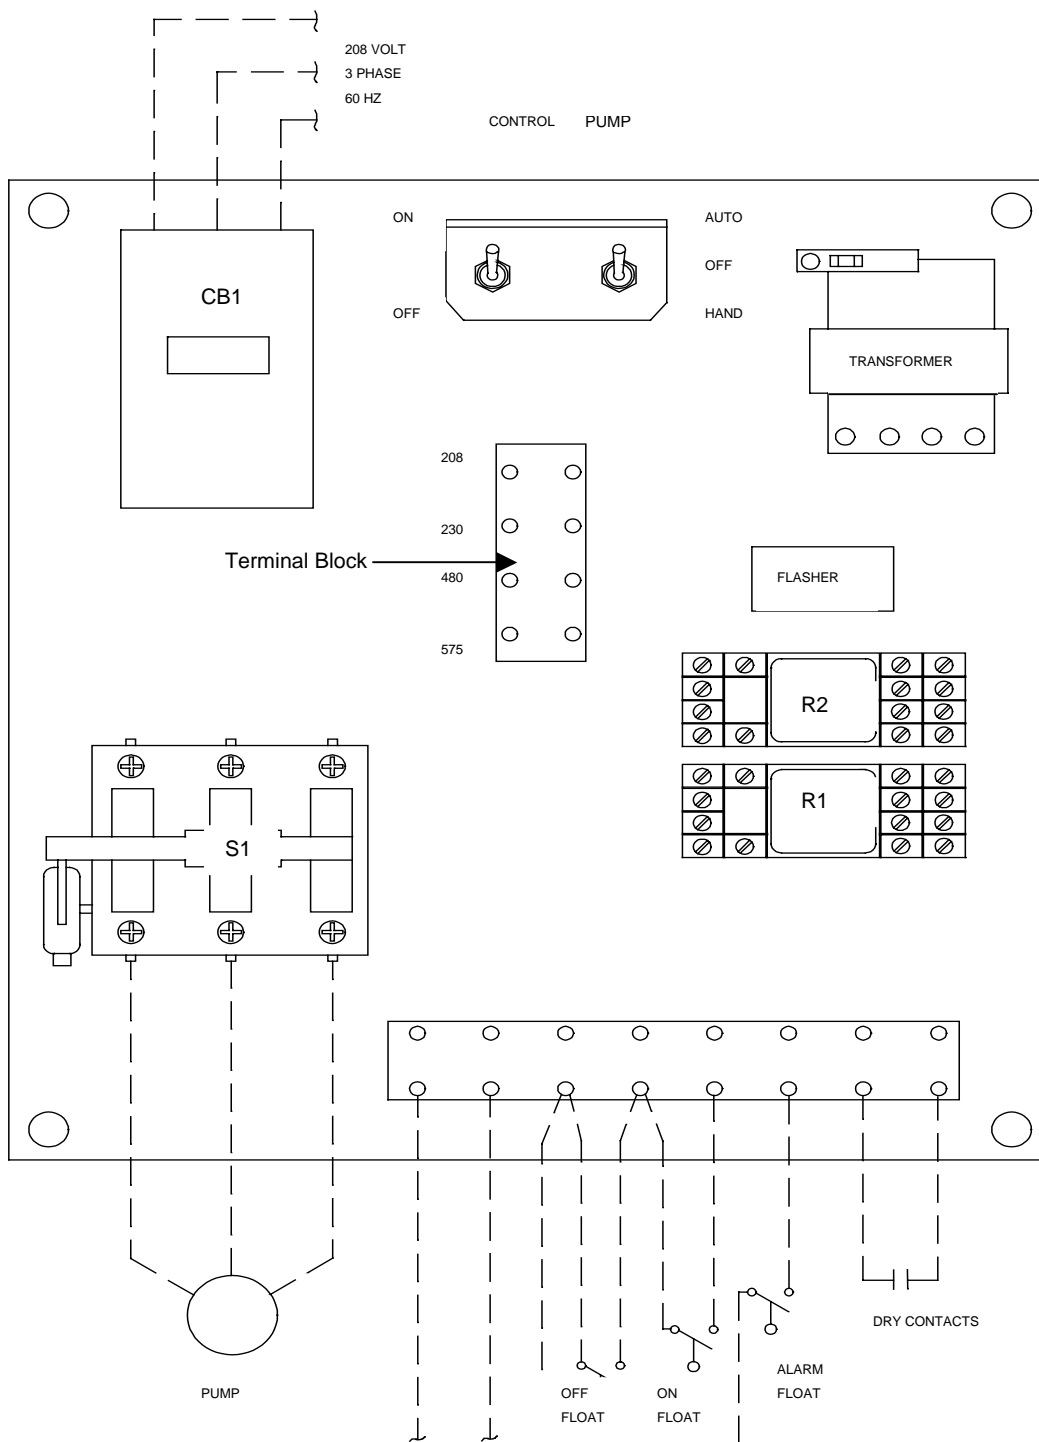 208 VOLT
3 PHASE
60 HZ
CONTROL PUMP
ON
AUTO
OFF
OFF
HAND
CB1
TRANSFORMER
208
230
Terminal Block
480
575
FLASHER
R2
R1
S1
DRY CONTACTS
PUMP
OFF
FLOAT
ON
FLOAT
ALARM
FLOAT